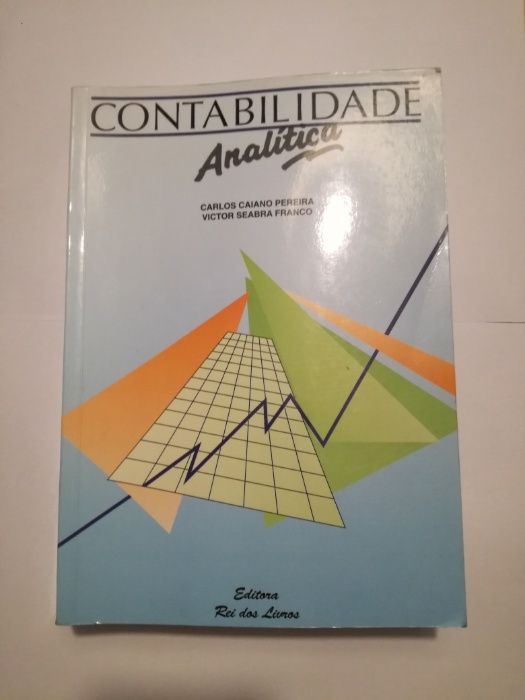 CONTABILIDADE
Analítica
CARLOS CAIANO PEREIRA
VICTOR SEABRA FRANCO
Editora
Rei dos Livros